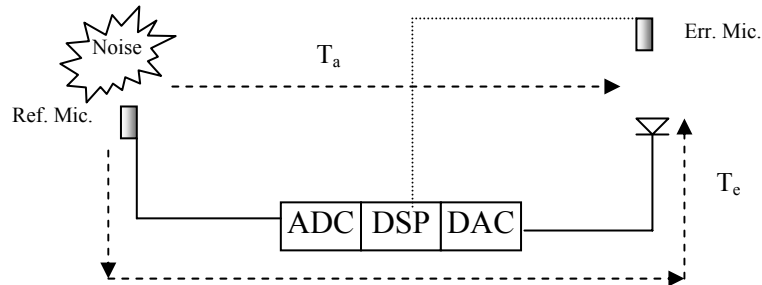 Noise
Err. Mic.
Tₐ
Ref. Mic.
Tₑ
ADC DSP DAC